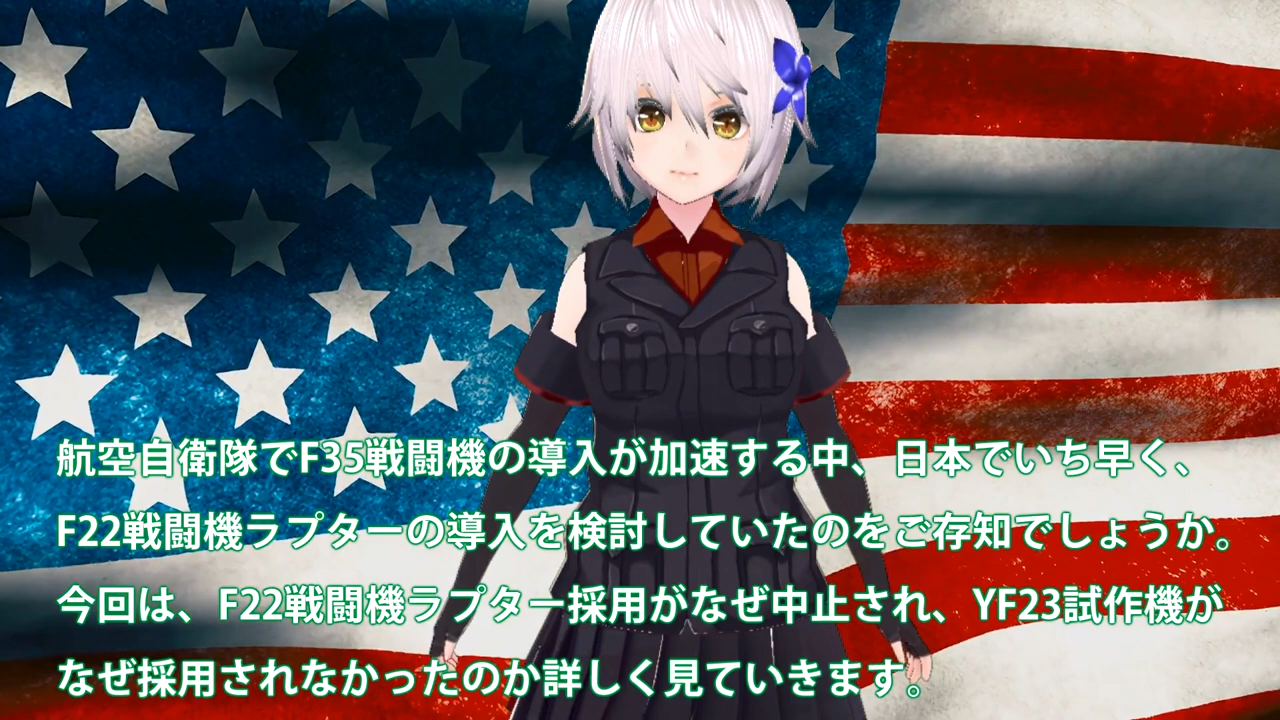 航空自衛隊でF35戦闘機の導入が加速する中、日本でいち早く、
F22戦闘機ラプターの導入を検討していたのをご存知でしょうか。
今回は、F22戦闘機ラプター採用がなぜ中止され、YF23試作機が
なぜ採用されなかったのか詳しく見ていきます。